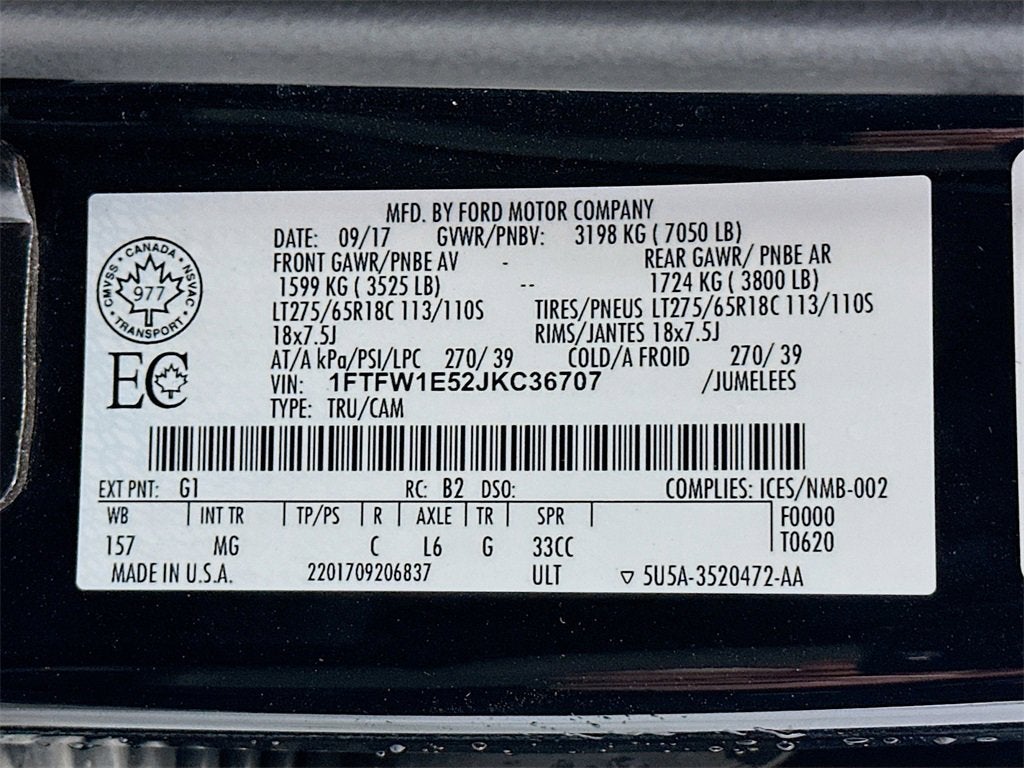 MFD. BY FORD MOTOR COMPANY
DATE: 09/17 GVWR/PNBV: 3198 KG ( 7050 LB)
FRONT GAWR/PNBE AV - REAR GAWR/ PNBE AR
1599 KG ( 3525 LB) -- 1724 KG ( 3800 LB)
LT275/65R18C 113/110S TIRES/PNEUS LT275/65R18C 113/110S
18x7.5J RIMS/JANTES 18x7.5J
AT/A kPa/PSI/LPC 270/ 39 COLD/A FROID 270/ 39
VIN: 1FTFW1E52JKC36707 /JUMELEES
TYPE: TRU/CAM
CANADA
CMVSS NSVAC
977
TRANSPORT
EC
EXT PNT: G1 RC: B2 DSO: COMPLIES: ICES/NMB-002
WB INT TR TP/PS R AXLE TR SPR F0000
157 MG C L6 G 33CC T0620
MADE IN U.S.A. 2201709206837 ULT ▽ 5U5A-3520472-AA